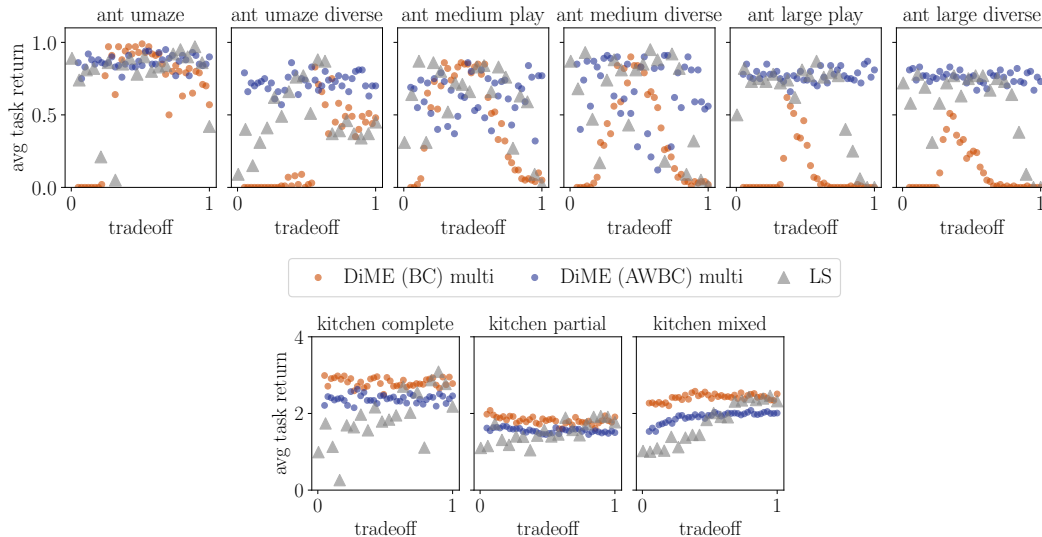 ant umaze
ant umaze diverse
ant medium play
ant medium diverse
ant large play
ant large diverse
avg task return
1.0
0.5
0.0
0 1
0 1
0 1
0 1
0 1
0 1
tradeoff
tradeoff
tradeoff
tradeoff
tradeoff
tradeoff
DiME (BC) multi
DiME (AWBC) multi
LS
kitchen complete
kitchen partial
kitchen mixed
avg task return
4
2
0
0 1
0 1
0 1
tradeoff
tradeoff
tradeoff